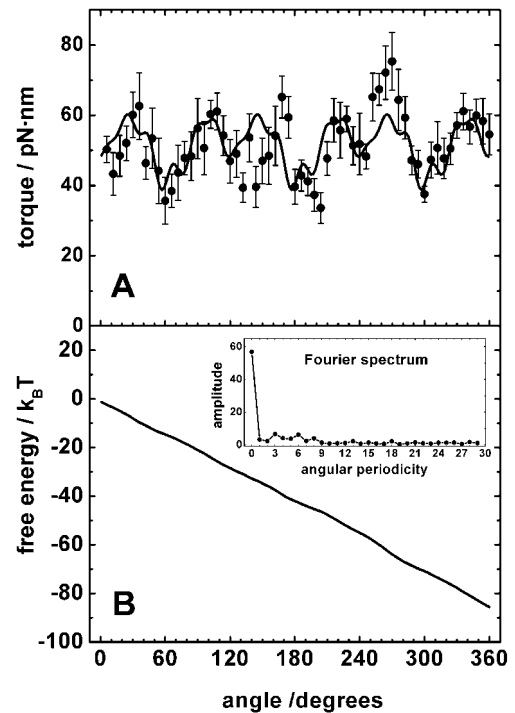 80
60
40
20
0
torque / pN·nm
A
20
0
-20
-40
-60
-80
-100
free energy / kBT
B
Fourier spectrum
60
40
20
0
amplitude
0 3 6 9 12 15 18 21 24 27 30
angular periodicity
0 60 120 180 240 300 360
angle /degrees